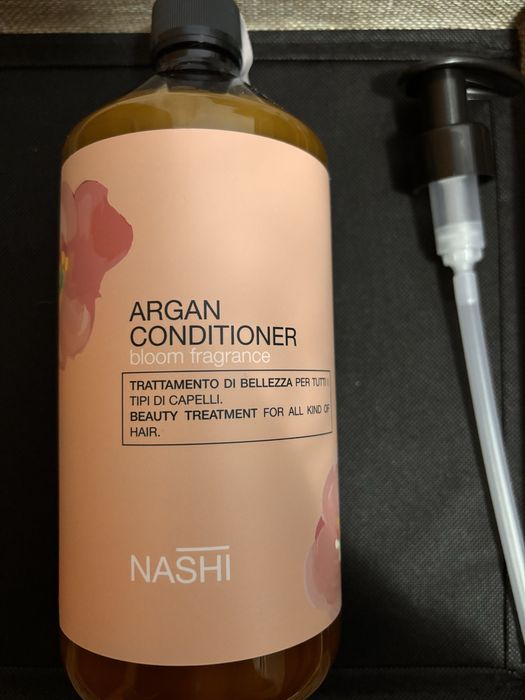 ARGAN
CONDITIONER
bloom fragrance
TRATTAMENTO DI BELLEZZA PER TUTTI I
TIPI DI CAPELLI.
BEAUTY TREATMENT FOR ALL KIND OF
HAIR.
NASHI